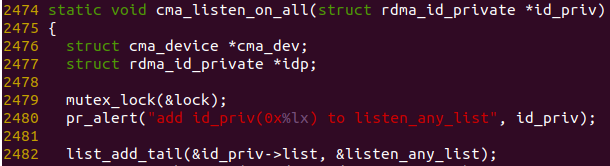 2474 static void cma_listen_on_all(struct rdma_id_private *id_priv)
2475 {
2476   struct cma_device *cma_dev;
2477   struct rdma_id_private *idp;
2478
2479   mutex_lock(&lock);
2480   pr_alert("add id_priv(0x%lx) to listen_any_list", id_priv);
2481
2482   list_add_tail(&id_priv->list, &listen_any_list);